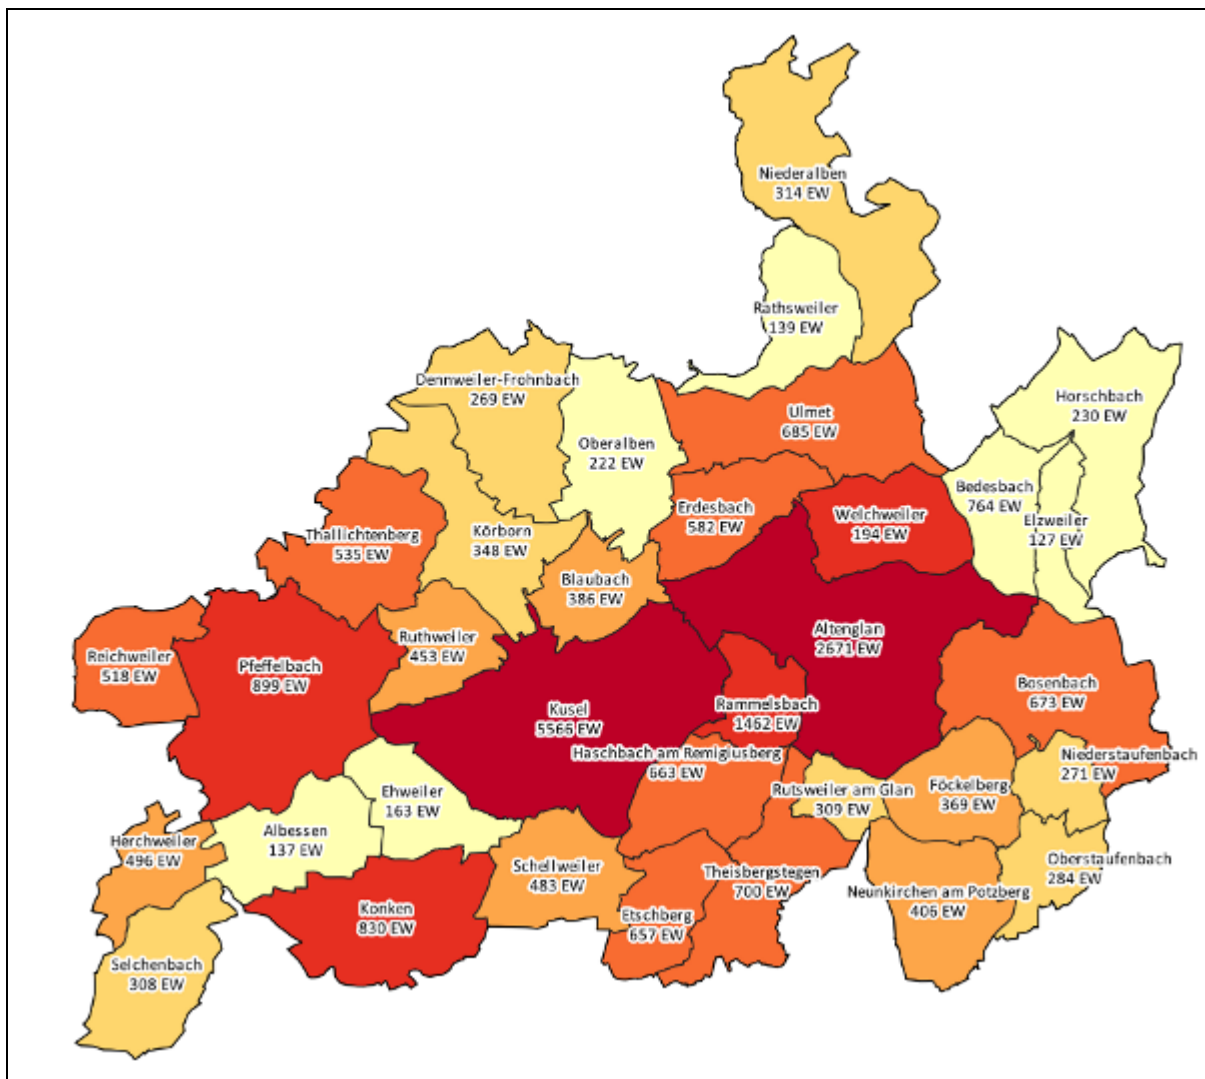 Niederalben
314 EW
Rathsweiler
139 EW
Dennweiler-Frohnbach
269 EW
Horschbach
230 EW
Ulmet
685 EW
Oberalben
222 EW
Bedesbach
764 EW
Erdesbach
582 EW
Welchweiler
194 EW
Elzweiler
127 EW
Thallichtenberg
535 EW
Körborn
348 EW
Blaubach
386 EW
Ruthweiler
453 EW
Altenglan
2671 EW
Reichweiler
518 EW
Pfeffelbach
899 EW
Bosenbach
673 EW
Kusel
5566 EW
Rammelsbach
1462 EW
Haschbach am Remigiusberg
663 EW
Niederstaufenbach
271 EW
Ehweiler
163 EW
Rutsweiler am Glan
309 EW
Föckelberg
369 EW
Albessen
137 EW
Herchweiler
496 EW
Schellweiler
483 EW
Theisbergstegen
700 EW
Oberstaufenbach
284 EW
Neunkirchen am Potzberg
406 EW
Konken
830 EW
Etschberg
657 EW
Selchenbach
308 EW